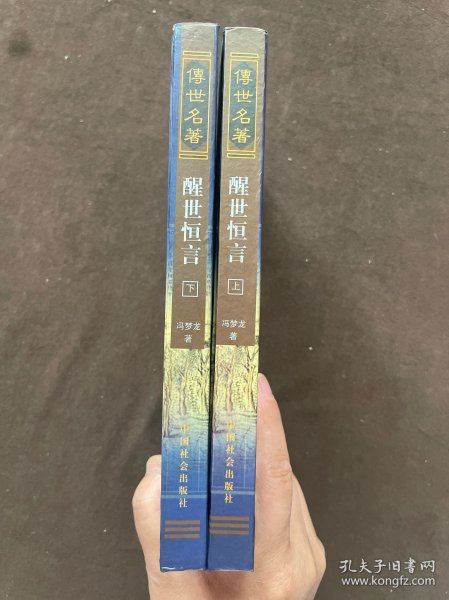 傳世名著
醒世恒言
下
冯梦龙
著
中国社会出版社
傳世名著
醒世恒言
上
冯梦龙
著
中国社会出版社
孔夫子旧书网
www.kongfz.com